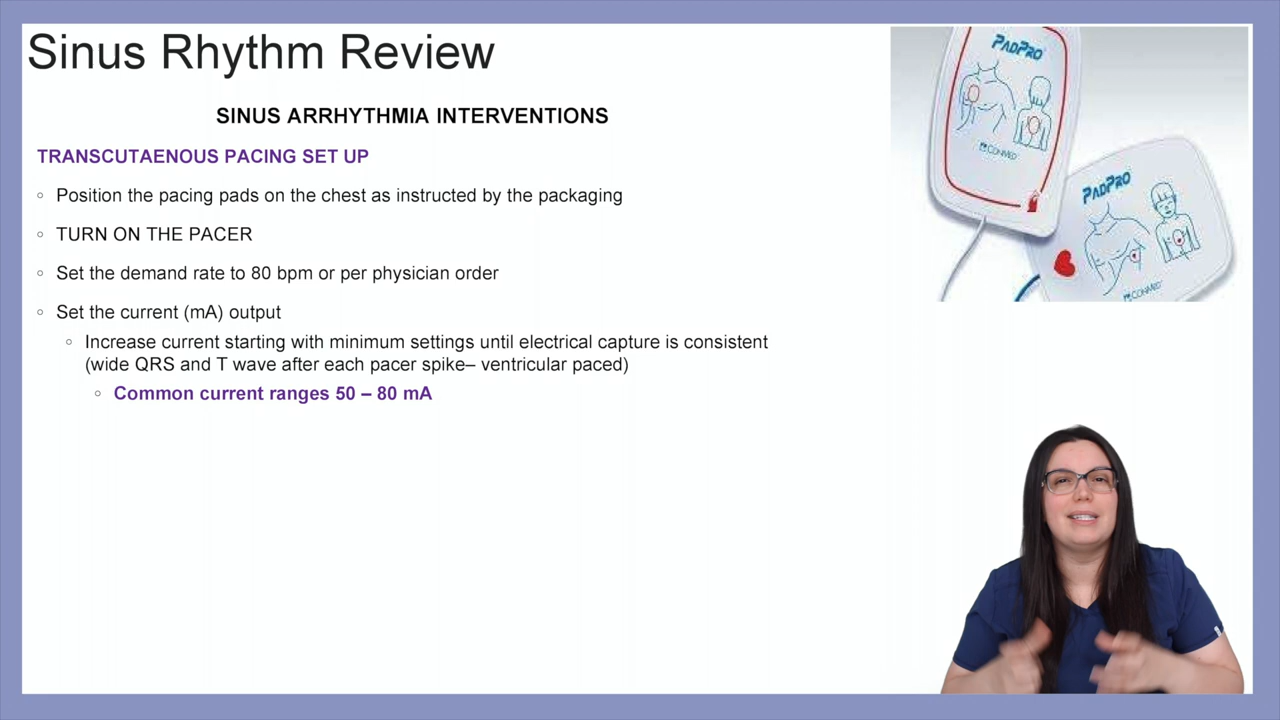 Sinus Rhythm Review
SINUS ARRHYTHMIA INTERVENTIONS
TRANSCUTAENOUS PACING SET UP
◦ Position the pacing pads on the chest as instructed by the packaging
◦ TURN ON THE PACER
◦ Set the demand rate to 80 bpm or per physician order
◦ Set the current (mA) output
◦ Increase current starting with minimum settings until electrical capture is consistent
(wide QRS and T wave after each pacer spike– ventricular paced)
◦ Common current ranges 50 – 80 mA
PADPRO
CONMED
PADPRO
CONMED